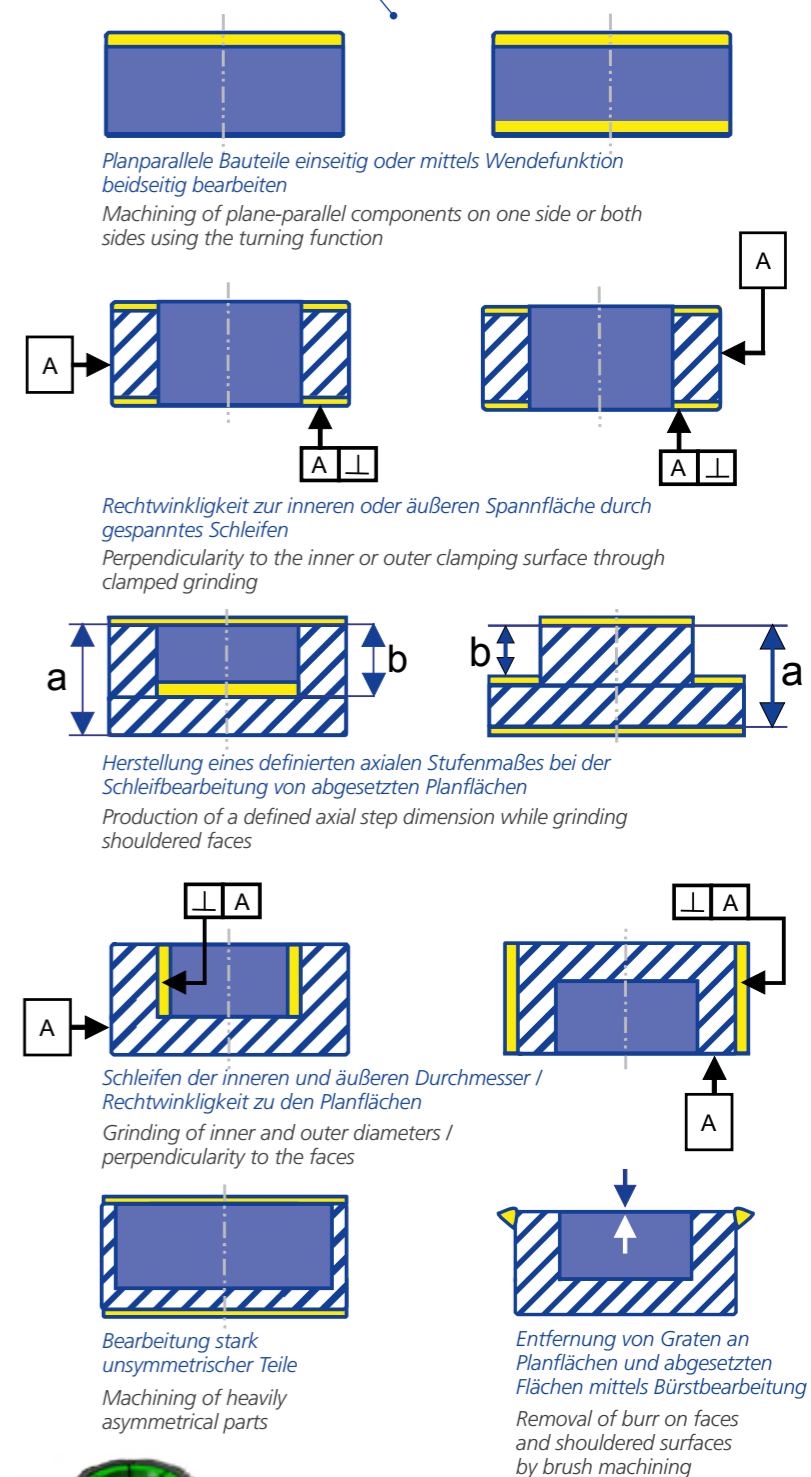 Planparallele Bauteile einseitig oder mittels Wendefunktion
beidseitig bearbeiten
Machining of plane-parallel components on one side or both
sides using the turning function
A
A
A ⊥
A ⊥
Rechtwinkligkeit zur inneren oder äußeren Spannfläche durch
gespanntes Schleifen
Perpendicularity to the inner or outer clamping surface through
clamped grinding
a
b
b
a
Herstellung eines definierten axialen Stufenmaßes bei der
Schleifbearbeitung von abgesetzten Planflächen
Production of a defined axial step dimension while grinding
shouldered faces
⊥ A
⊥ A
A
A
Schleifen der inneren und äußeren Durchmesser /
Rechtwinkligkeit zu den Planflächen
Grinding of inner and outer diameters /
perpendicularity to the faces
Bearbeitung stark
unsymmetrischer Teile
Machining of heavily
asymmetrical parts
Entfernung von Graten an
Planflächen und abgesetzten
Flächen mittels Bürstbearbeitung
Removal of burr on faces
and shouldered surfaces
by brush machining